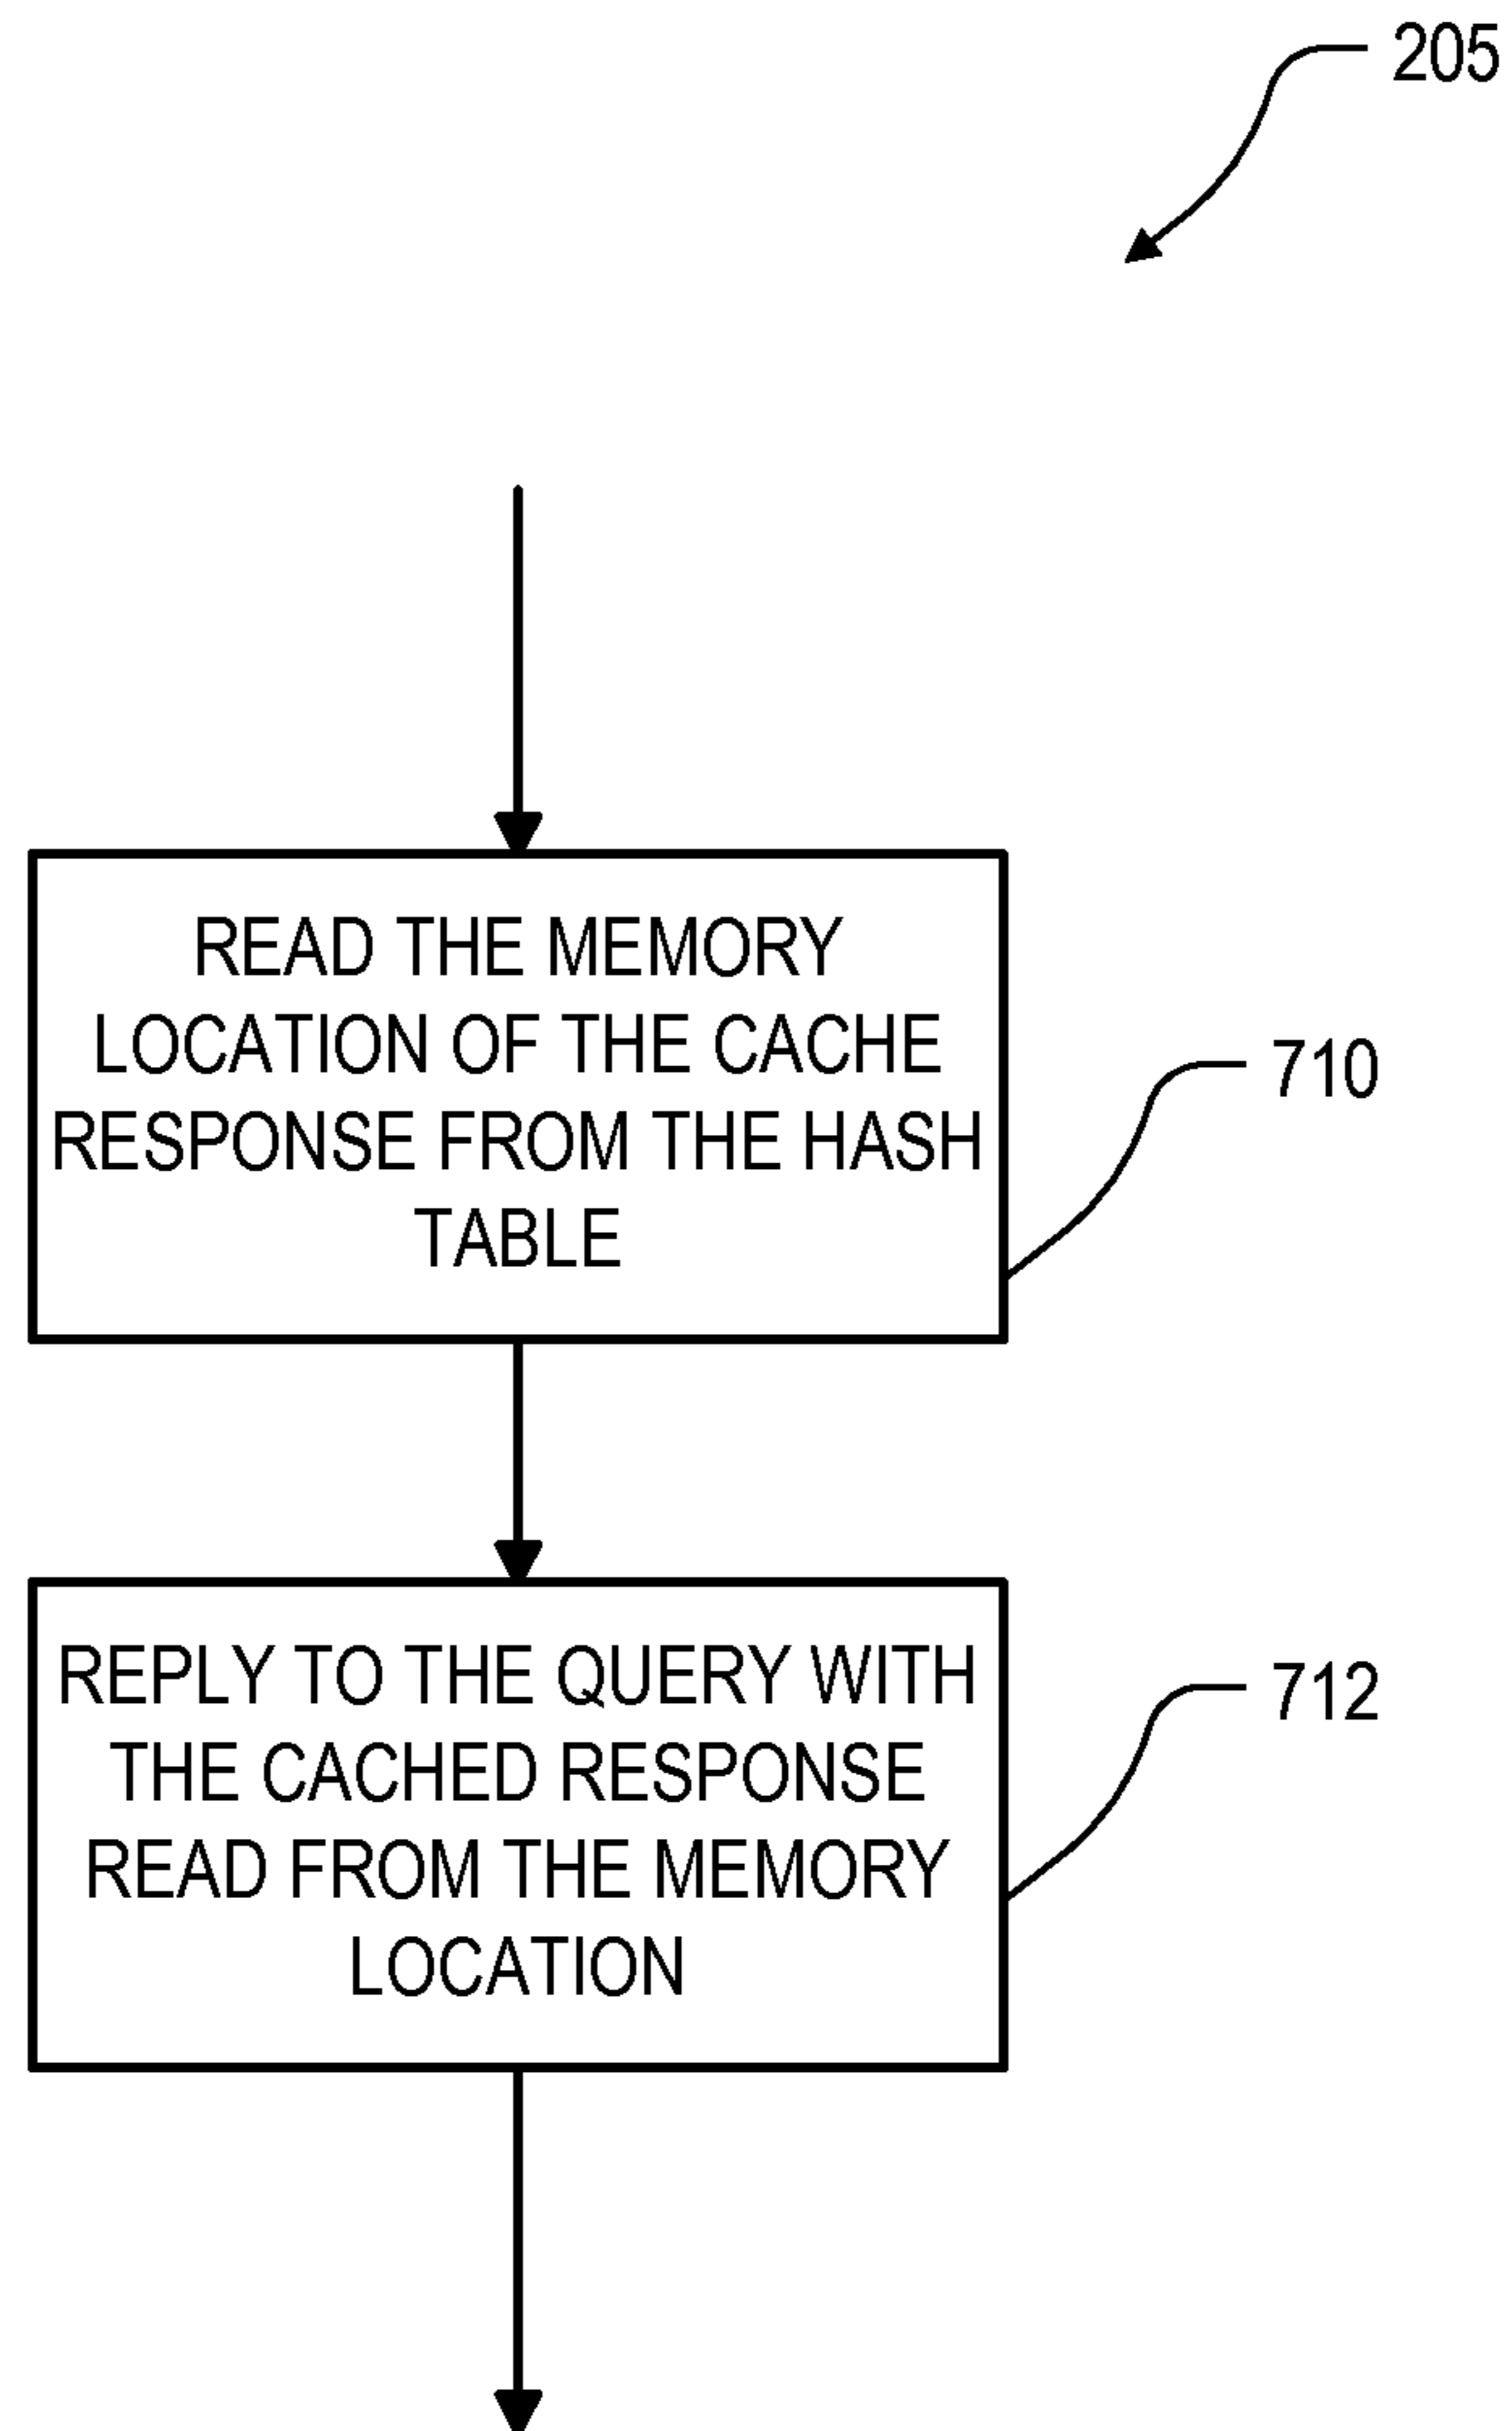 205
READ THE MEMORY
LOCATION OF THE CACHE
RESPONSE FROM THE HASH
TABLE
710
REPLY TO THE QUERY WITH
THE CACHED RESPONSE
READ FROM THE MEMORY
LOCATION
712